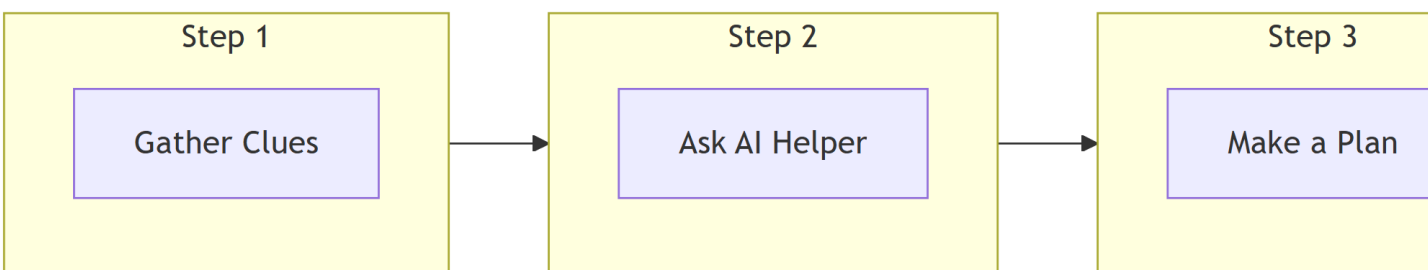 Step 1
Gather Clues
Step 2
Ask AI Helper
Step 3
Make a Plan